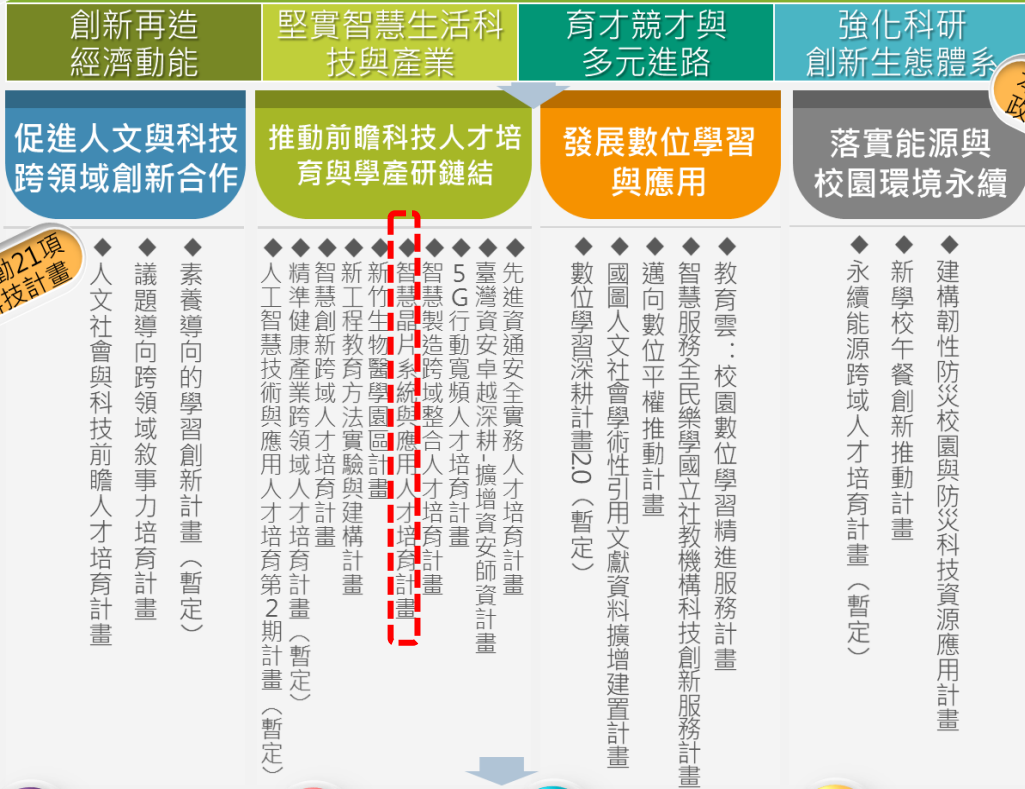 創新再造
經濟動能
堅實智慧生活科
技與產業
育才競才與
多元進路
強化科研
創新生態體系
政
促進人文與科技
跨領域創新合作
推動前瞻科技人才培
育與學產研鏈結
發展數位學習
與應用
落實能源與
校園環境永續
動21項
技計畫
◆人文社會與科技前瞻人才培育計畫
◆議題導向跨領域敘事力培育計畫
◆素養導向的學習創新計畫（暫定）
◆人工智慧技術與應用人才培育第2期計畫（暫定）
◆精準健康產業跨領域人才培育計畫（暫定）
◆智慧創新跨域人才培育計畫
◆新工程教育方法實驗與建構計畫
◆新竹生物醫學園區計畫
◆智慧晶片系統與應用人才培育計畫
◆智慧製造跨域整合人才培育計畫
◆5G行動寬頻人才培育計畫
◆臺灣資安卓越深耕-擴增資安師資計畫
◆先進資通安全實務人才培育計畫
◆數位學習深耕計畫2.0（暫定）
◆國圖人文社會學術性引用文獻資料擴增建置計畫
◆邁向數位平權推動計畫
◆智慧服務全民樂學國立社教機構科技創新服務計畫
◆教育雲：校園數位學習精進服務計畫
◆永續能源跨域人才培育計畫（暫定）
◆新學校午餐創新推動計畫
◆建構韌性防災校園與防災科技資源應用計畫